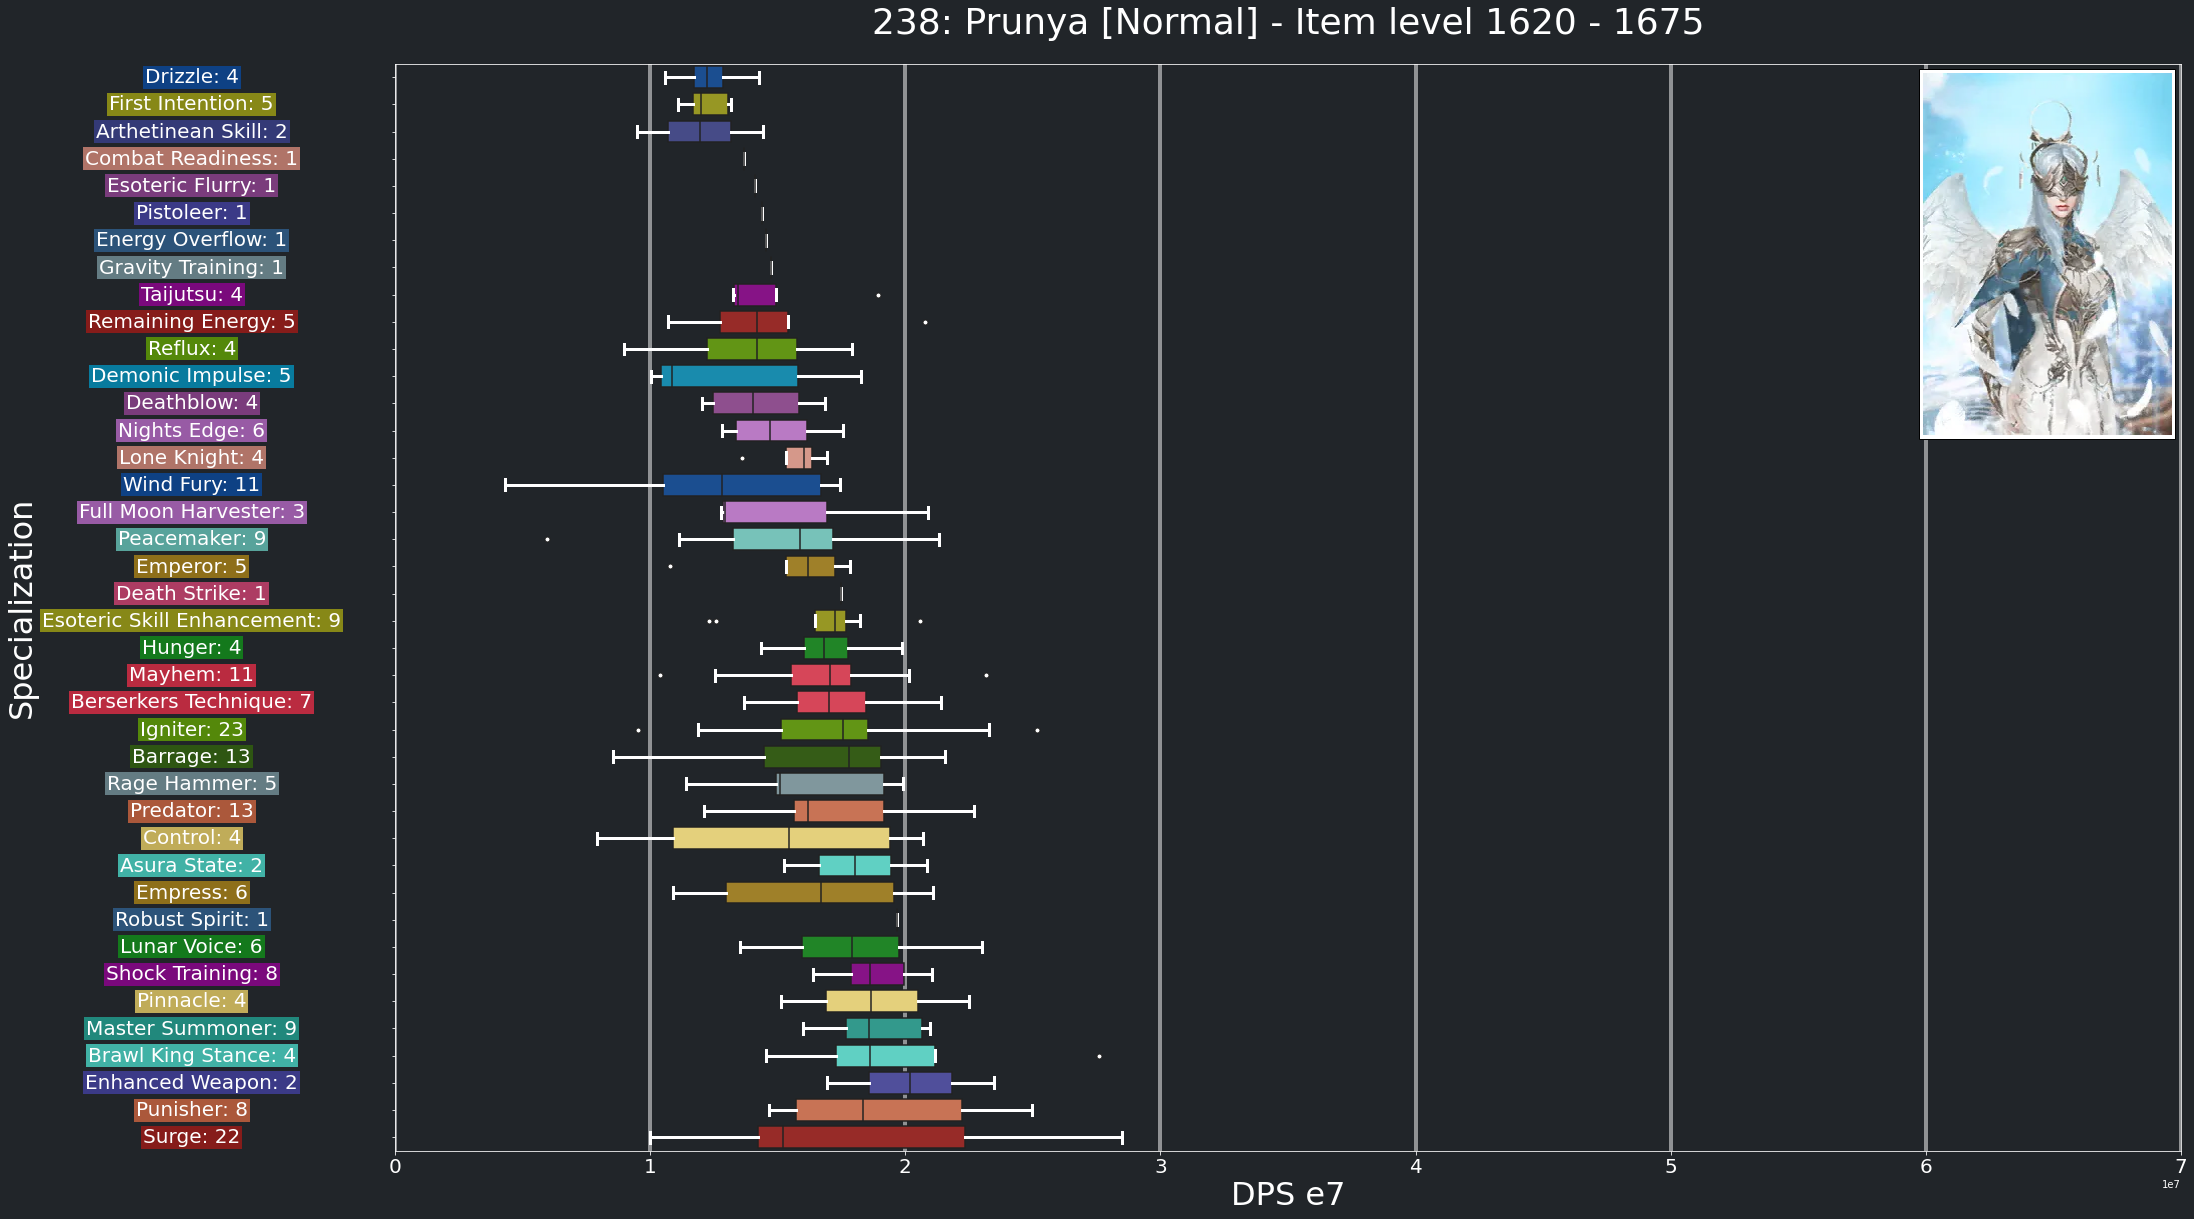 238: Prunya [Normal] - Item level 1620 - 1675
Specialization
Drizzle: 4
First Intention: 5
Arthetinean Skill: 2
Combat Readiness: 1
Esoteric Flurry: 1
Pistoleer: 1
Energy Overflow: 1
Gravity Training: 1
Taijutsu: 4
Remaining Energy: 5
Reflux: 4
Demonic Impulse: 5
Deathblow: 4
Nights Edge: 6
Lone Knight: 4
Wind Fury: 11
Full Moon Harvester: 3
Peacemaker: 9
Emperor: 5
Death Strike: 1
Esoteric Skill Enhancement: 9
Hunger: 4
Mayhem: 11
Berserkers Technique: 7
Igniter: 23
Barrage: 13
Rage Hammer: 5
Predator: 13
Control: 4
Asura State: 2
Empress: 6
Robust Spirit: 1
Lunar Voice: 6
Shock Training: 8
Pinnacle: 4
Master Summoner: 9
Brawl King Stance: 4
Enhanced Weapon: 2
Punisher: 8
Surge: 22
0 1 2 3 4 5 6 7
1e7
DPS e7